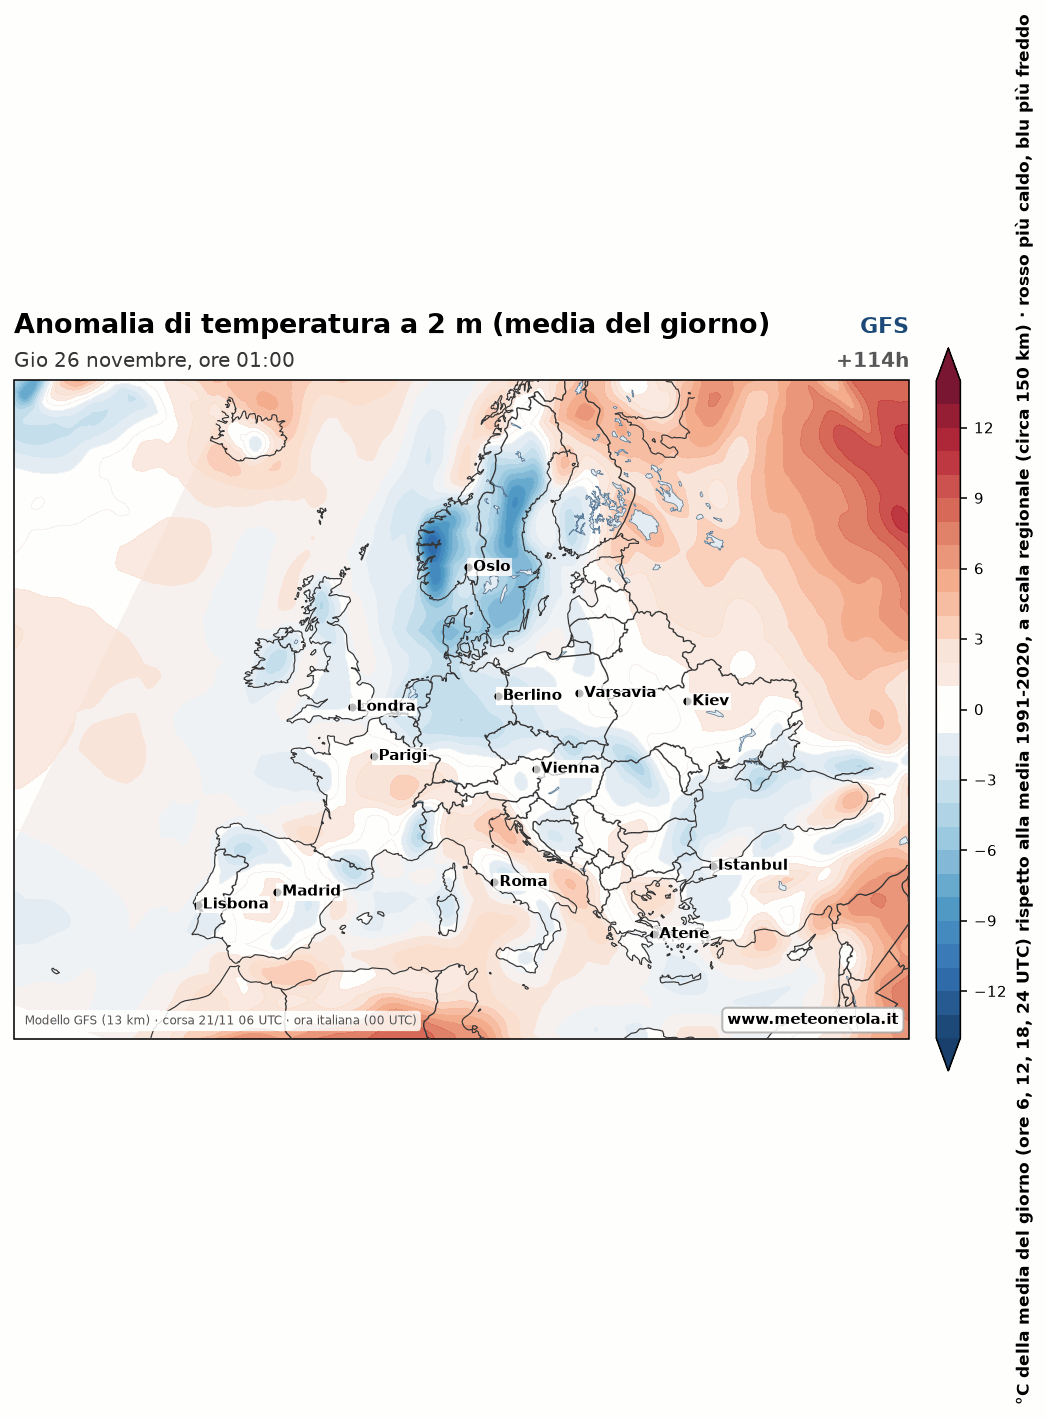 Anomalia di temperatura a 2 m (media del giorno)
GFS
Gio 26 novembre, ore 01:00
+114h
Oslo
Berlino
Varsavia
Kiev
Londra
Parigi
Vienna
Istanbul
Roma
Madrid
Lisbona
Atene
Modello GFS (13 km) · corsa 21/11 06 UTC · ora italiana (00 UTC)
www.meteonerola.it
12
9
6
3
0
−3
−6
−9
−12
°C della media del giorno (ore 6, 12, 18, 24 UTC) rispetto alla media 1991-2020, a scala regionale (circa 150 km) · rosso più caldo, blu più freddo